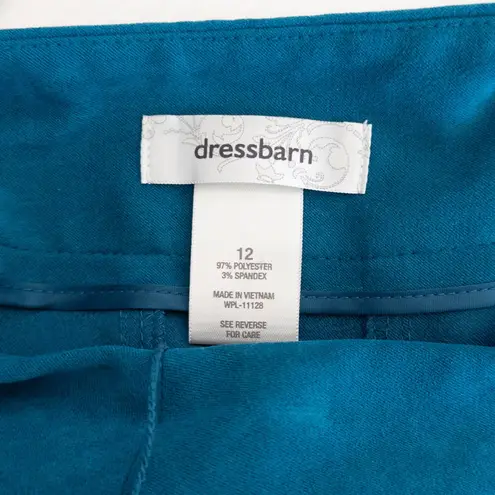 dressbarn
12
97% POLYESTER
3% SPANDEX
MADE IN VIETNAM
WPL-11128
SEE REVERSE
FOR CARE